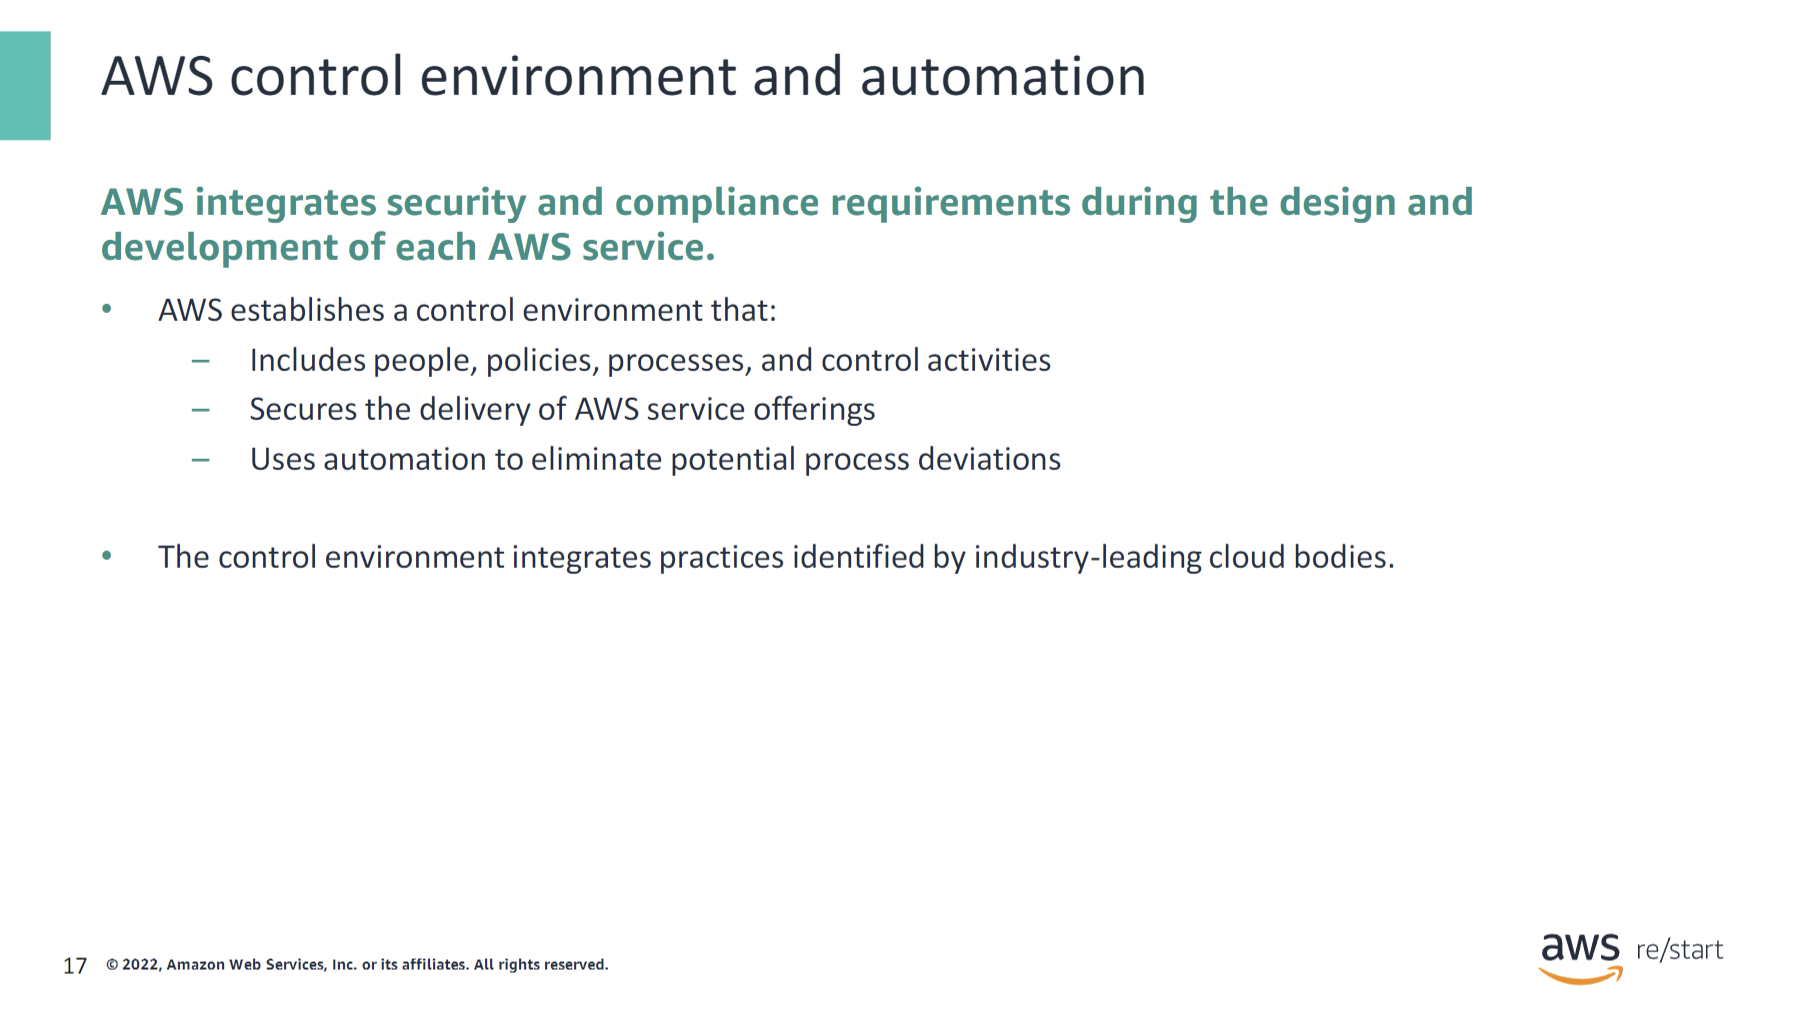 AWS control environment and automation
AWS integrates security and compliance requirements during the design and
development of each AWS service.
• AWS establishes a control environment that:
– Includes people, policies, processes, and control activities
– Secures the delivery of AWS service offerings
– Uses automation to eliminate potential process deviations
• The control environment integrates practices identified by industry-leading cloud bodies.
17 © 2022, Amazon Web Services, Inc. or its affiliates. All rights reserved.
aws re/start